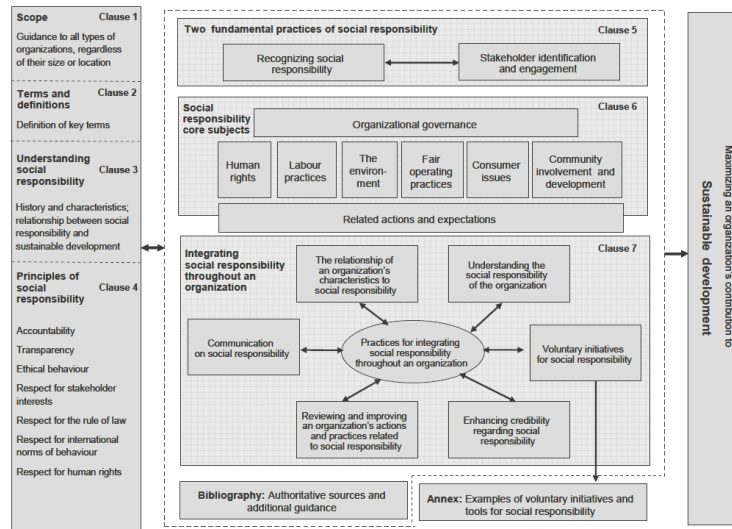 Scope Clause 1
Guidance to all types of
organizations, regardless
of their size or location
Terms and Clause 2
definitions
Definition of key terms
Understanding Clause 3
social
responsibility
History and characteristics;
relationship between social
responsibility and
sustainable development
Principles of Clause 4
social
responsibility
Accountability
Transparency
Ethical behaviour
Respect for stakeholder
interests
Respect for the rule of law
Respect for international
norms of behaviour
Respect for human rights
Two fundamental practices of social responsibility Clause 5
Recognizing social
responsibility
Stakeholder identification
and engagement
Social
responsibility
core subjects
Clause 6
Organizational governance
Human
rights
Labour
practices
The
environ-
ment
Fair
operating
practices
Consumer
issues
Community
involvement and
development
Related actions and expectations
Integrating
social responsibility
throughout an
organization
Clause 7
The relationship of
an organization's
characteristics to
social responsibility
Understanding the
social responsibility
of the organization
Communication
on social responsibility
Practices for integrating
social responsibility
throughout an organization
Voluntary initiatives
for social responsibility
Reviewing and improving
an organization's actions
and practices related
to social responsibility
Enhancing credibility
regarding social
responsibility
Bibliography: Authoritative sources and
additional guidance
Annex: Examples of voluntary initiatives and
tools for social responsibility
Maximizing an organization's contribution to
Sustainable development